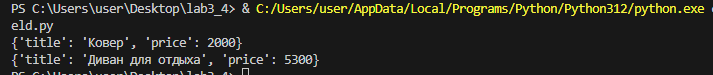 PS C:\Users\user\Desktop\lab3_4> & C:/Users/user/AppData/Local/Programs/Python/Python312/python.exe
eld.py
{'title': 'Ковер', 'price': 2000}
{'title': 'Диван для отдыха', 'price': 5300}
PS C:\Users\user\Desktop\lab3_4>